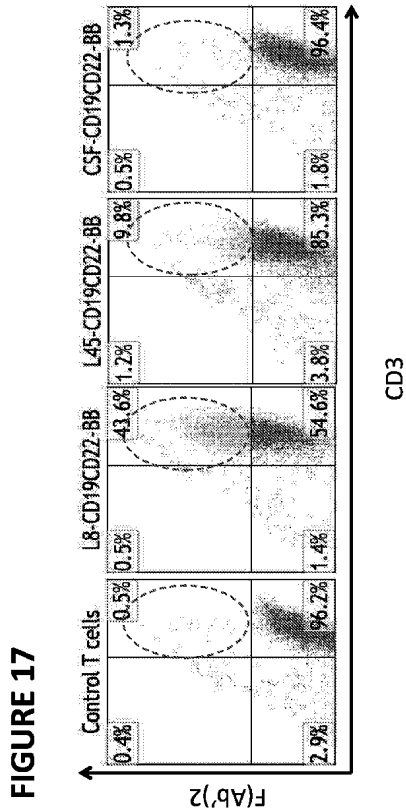 FIGURE 17
Control T cells
0.4%
0.5%
2.9%
96.2%
L8-CD19CD22-BB
0.5%
43.6%
1.4%
54.6%
L45-CD19CD22-BB
1.2%
9.8%
3.8%
85.3%
CSF-CD19CD22-BB
0.5%
1.3%
1.8%
96.4%
F(Ab')2
CD3